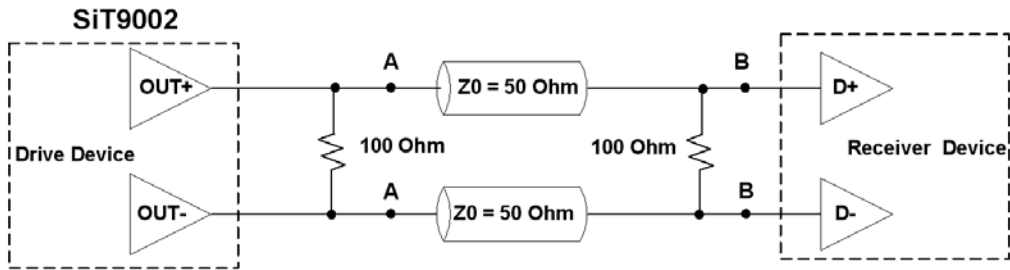 SiT9002
A
B
OUT+
Z0 = 50 Ohm
D+
Drive Device
100 Ohm
100 Ohm
Receiver Device
A
B
OUT-
Z0 = 50 Ohm
D-